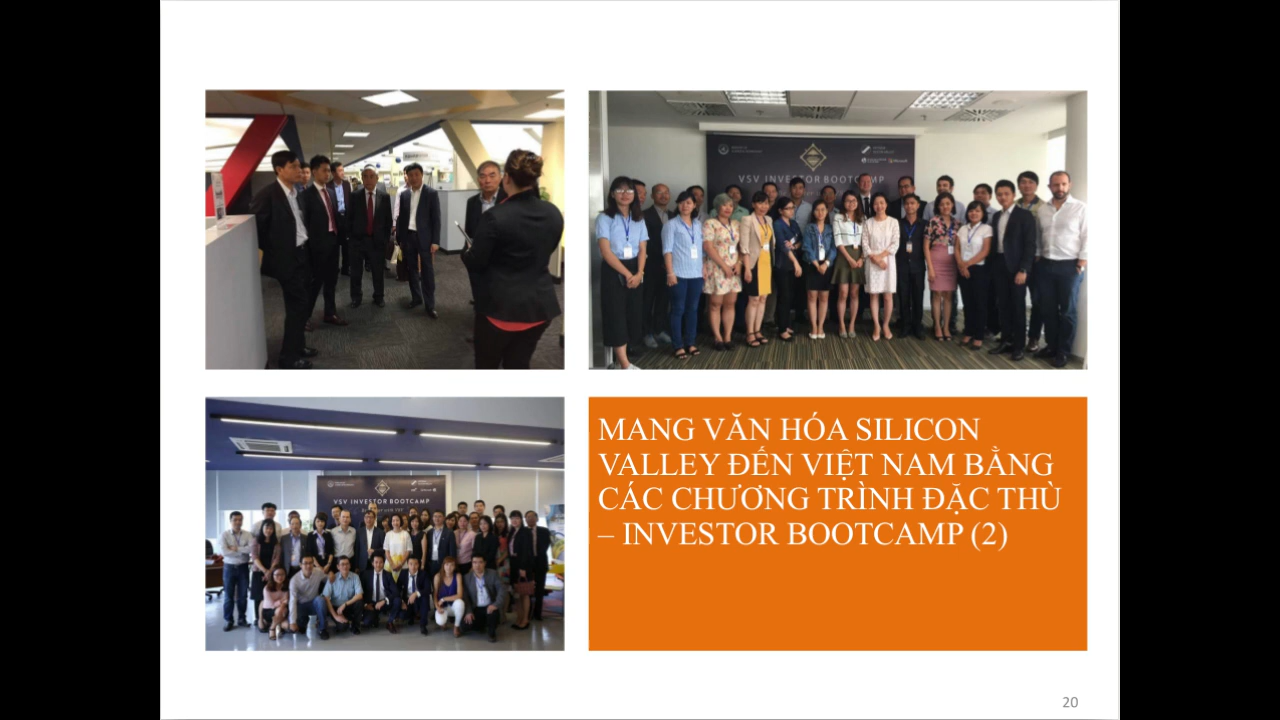 VSV INVESTOR BOOTCAMP
VSV INVESTOR BOOTCAMP
MANG VĂN HÓA SILICON
VALLEY ĐẾN VIỆT NAM BẰNG
CÁC CHƯƠNG TRÌNH ĐẶC THÙ
– INVESTOR BOOTCAMP (2)
20